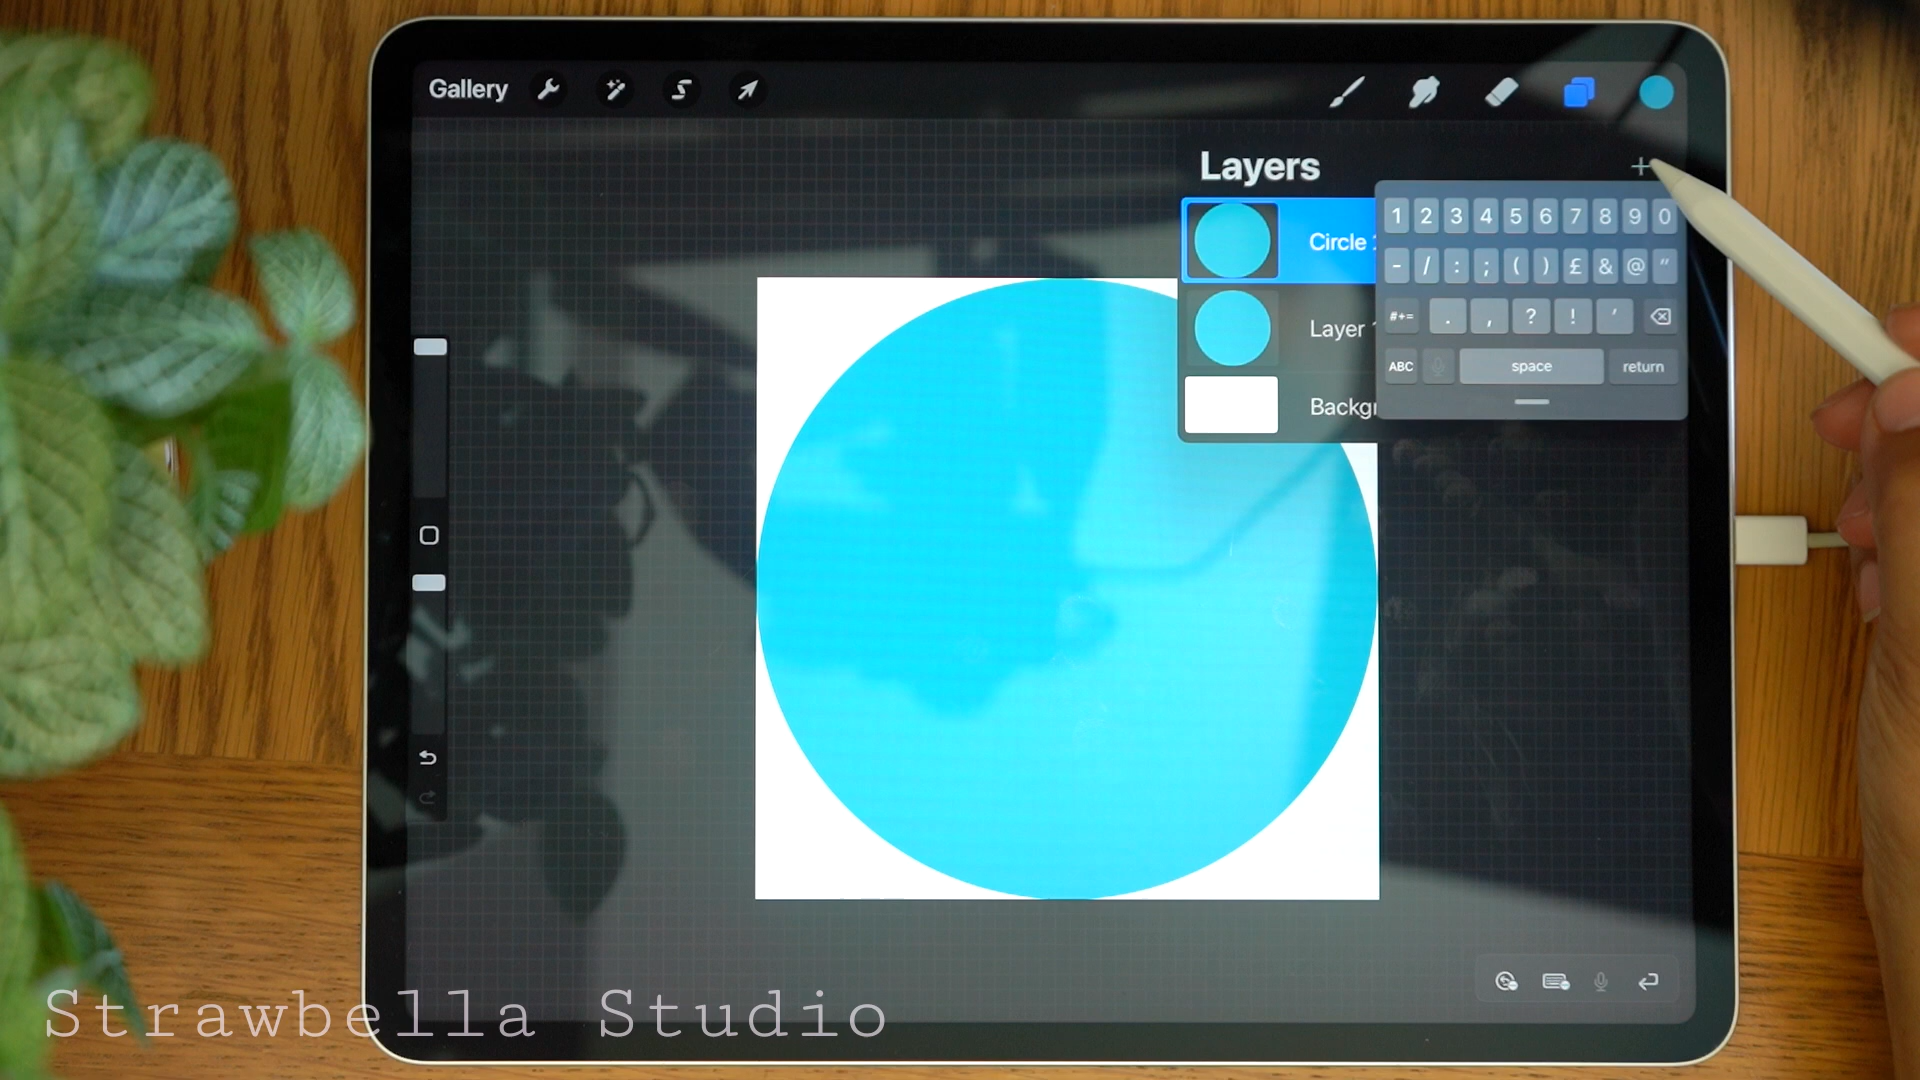 Gallery
Layers
Circle
Layer
1 2 3 4 5 6 7 8 9 0
- / : ; ( ) £ & @ "
#+= . , ? ! '
ABC space return
Strawbella Studio